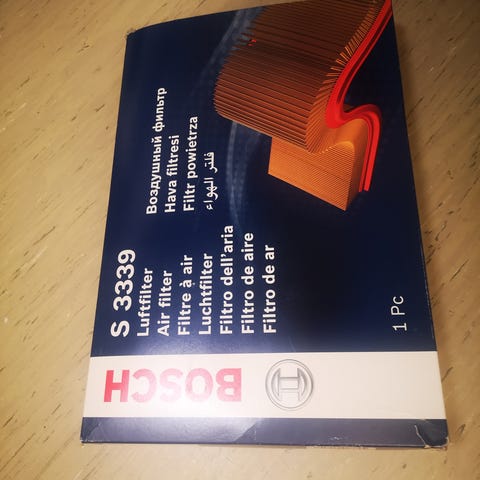 S 3339
Luftfilter
Air filter
Filtre à air
Luchtfilter
Filtro dell'aria
Filtro de aire
Filtro de ar
Воздушный фильтр
Hava filtresi
Filtr powietrza
فلتر الهواء
1 Pc
BOSCH